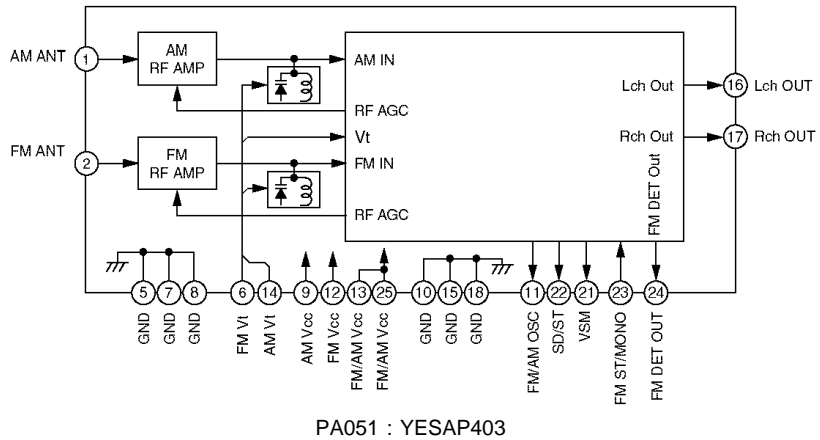 AM ANT
1
AM
RF AMP
AM IN
RF AGC
Vt
FM ANT
2
FM
RF AMP
FM IN
RF AGC
Lch Out
16
Lch OUT
Rch Out
17
Rch OUT
FM DET Out
5
7
8
6
14
9
12
13
25
10
15
18
11
22
21
23
24
GND
GND
GND
FM Vt
AM Vt
AM Vcc
FM Vcc
FM/AM Vcc
FM/AM Vcc
GND
GND
GND
FM/AM OSC
SD/ST
VSM
FM ST/MONO
FM DET OUT
PA051 : YESAP403